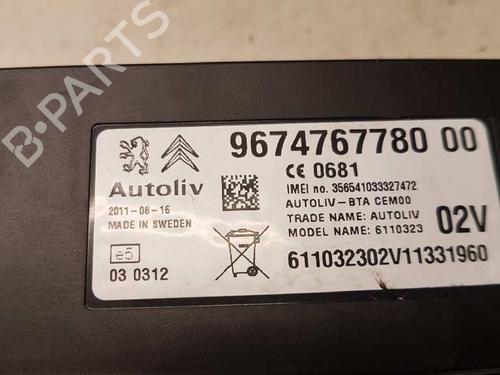 B-PARTS
9674767780 00
CE 0681
Autoliv
IMEI no. 356541033327472
AUTOLIV-BTA CEM00
2011-08-16
MADE IN SWEDEN
TRADE NAME: AUTOLIV
MODEL NAME: 6110323
02V
e5
03 0312
611032302V11331960